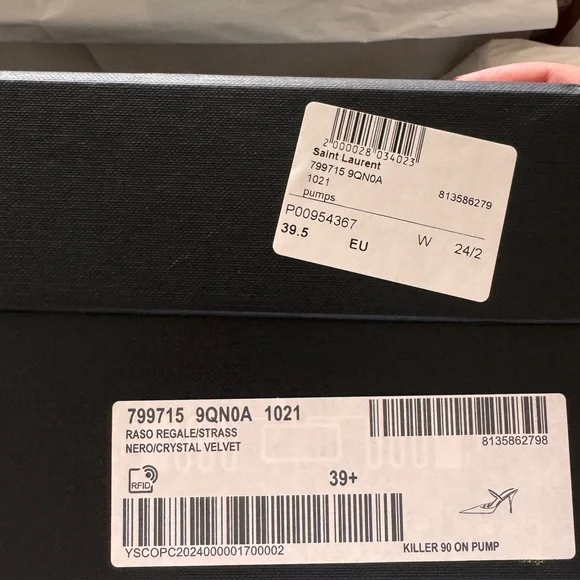 2 000028 034023
Saint Laurent
799715 9QN0A
1021 813586279
pumps
P00954367
39.5 EU W 24/2
799715 9QN0A 1021
RASO REGALE/STRASS
NERO/CRYSTAL VELVET
8135862798
RFID
39+
YSCOPC2024000001700002
KILLER 90 ON PUMP